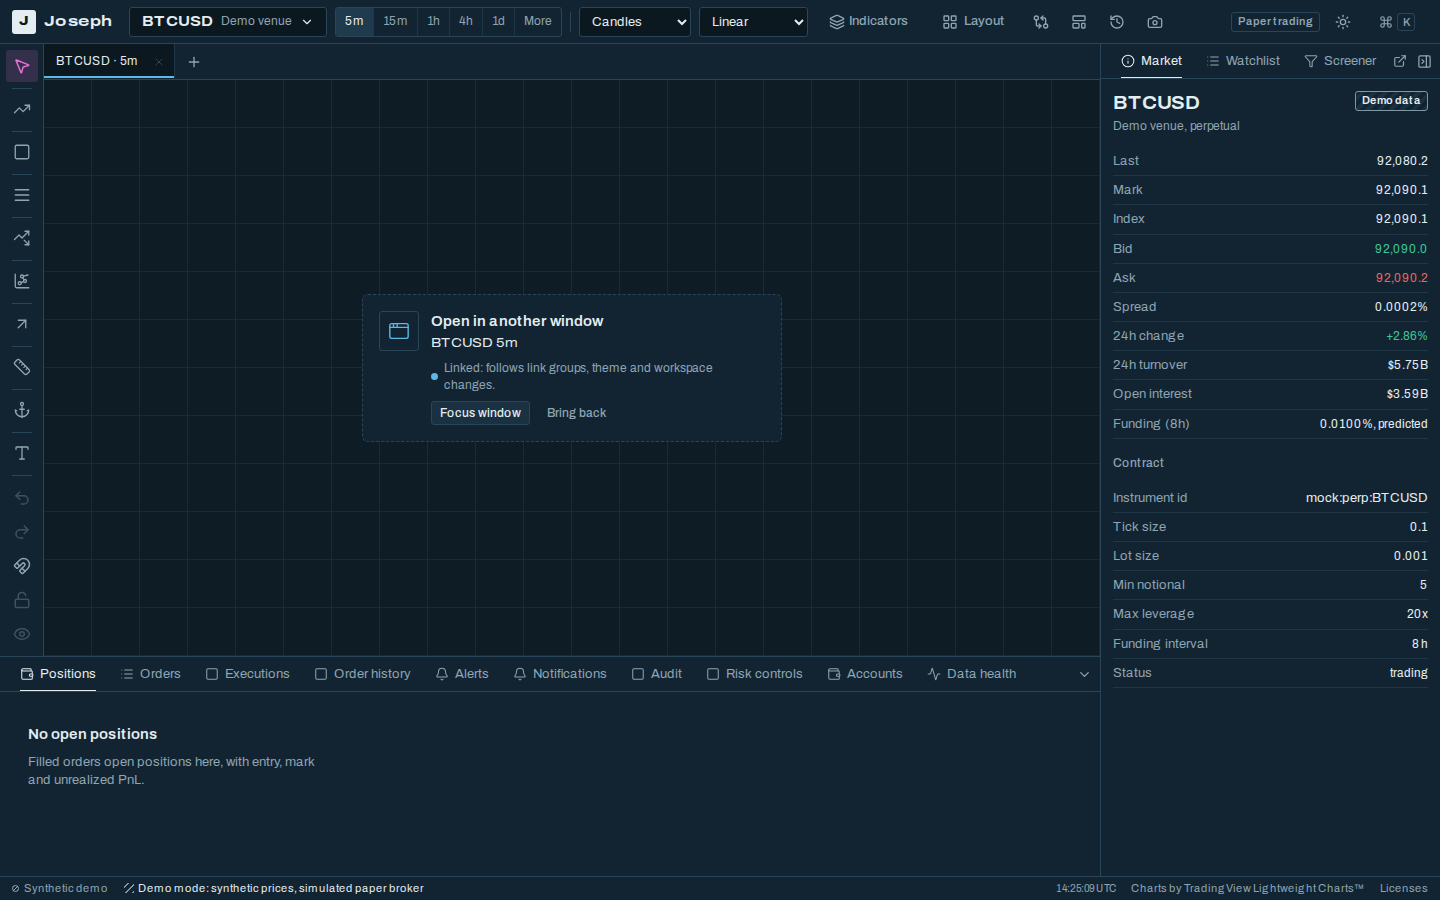 J Joseph BTCUSD Demo venue 5m 15m 1h 4h 1d More Candles Linear Indicators Layout Paper trading ⌘ K
BTCUSD · 5m × +
Market Watchlist Screener
BTCUSD Demo data
Demo venue, perpetual
Last 92,080.2
Mark 92,090.1
Index 92,090.1
Bid 92,090.0
Ask 92,090.2
Spread 0.0002%
24h change +2.86%
24h turnover $5.75B
Open interest $3.59B
Funding (8h) 0.0100%, predicted
Contract
Instrument id mock:perp:BTCUSD
Tick size 0.1
Lot size 0.001
Min notional 5
Max leverage 20x
Funding interval 8h
Status trading
Open in another window
BTCUSD 5m
Linked: follows link groups, theme and workspace
changes.
Focus window Bring back
T
Positions Orders Executions Order history Alerts Notifications Audit Risk controls Accounts Data health
No open positions
Filled orders open positions here, with entry, mark
and unrealized PnL.
Synthetic demo Demo mode: synthetic prices, simulated paper broker 14:25:09 UTC Charts by TradingView Lightweight Charts™ Licenses